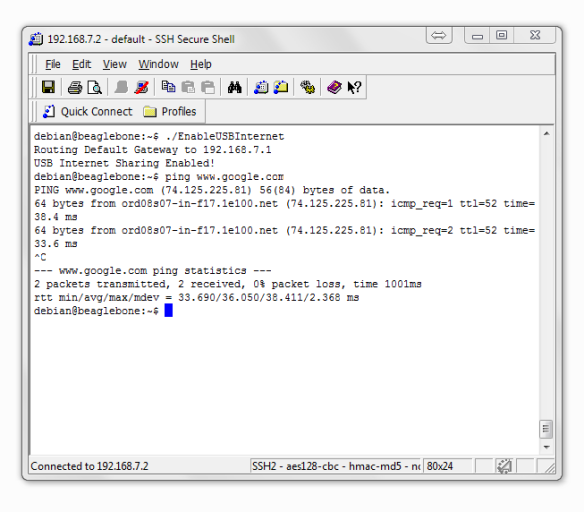 192.168.7.2 - default - SSH Secure Shell
File Edit View Window Help
Quick Connect Profiles
debian@beaglebone:~$ ./EnableUSBInternet
Routing Default Gateway to 192.168.7.1
USB Internet Sharing Enabled!
debian@beaglebone:~$ ping www.google.com
PING www.google.com (74.125.225.81) 56(84) bytes of data.
64 bytes from ord08s07-in-f17.1e100.net (74.125.225.81): icmp_req=1 ttl=52 time=
38.4 ms
64 bytes from ord08s07-in-f17.1e100.net (74.125.225.81): icmp_req=2 ttl=52 time=
33.6 ms
^C
--- www.google.com ping statistics ---
2 packets transmitted, 2 received, 0% packet loss, time 1001ms
rtt min/avg/max/mdev = 33.690/36.050/38.411/2.368 ms
debian@beaglebone:~$
Connected to 192.168.7.2 SSH2 - aes128-cbc - hmac-md5 - nc 80x24